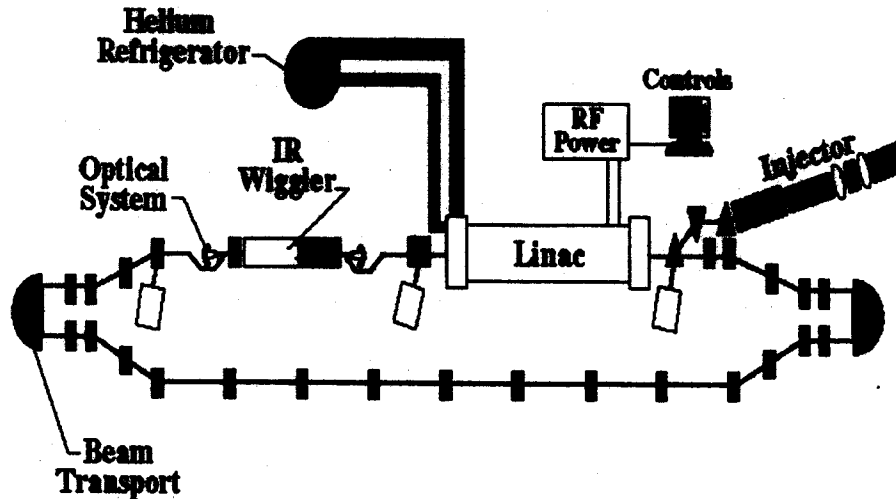 Helium
Refrigerator
Controls
RF
Power
Injector
Optical
System
IR
Wiggler
Linac
Beam
Transport